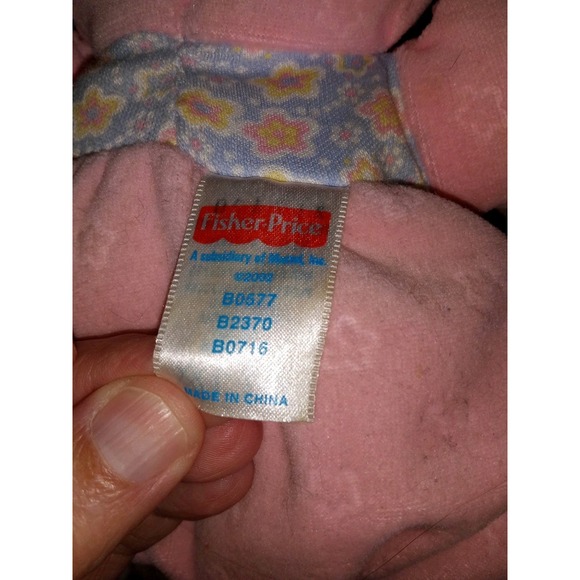 Fisher-Price
A subsidiary of Mattel, Inc.
©2002
B0577
B2370
B0716
MADE IN CHINA